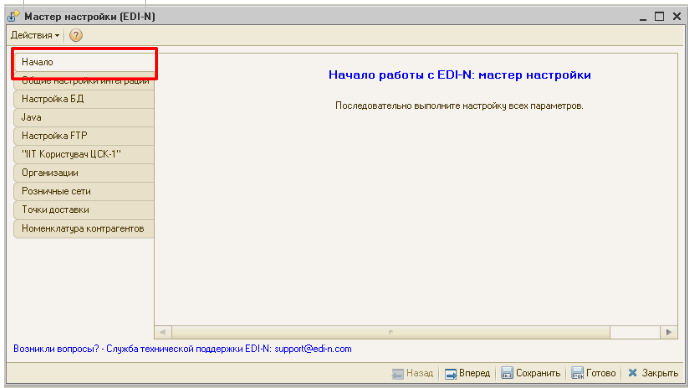 Мастер настройки (EDI-N)
Действия
?
Начало
Общие настройки интеграции
Настройка БД
Java
Настройка FTP
"ІІТ Користувач ЦСК-1"
Организации
Розничные сети
Точки доставки
Номенклатура контрагентов
Начало работы с EDI-N: мастер настройки
Последовательно выполните настройку всех параметров.
Возникли вопросы? - Служба технической поддержки EDI-N: support@edi-n.com
Назад Вперед Сохранить Готово Закрыть